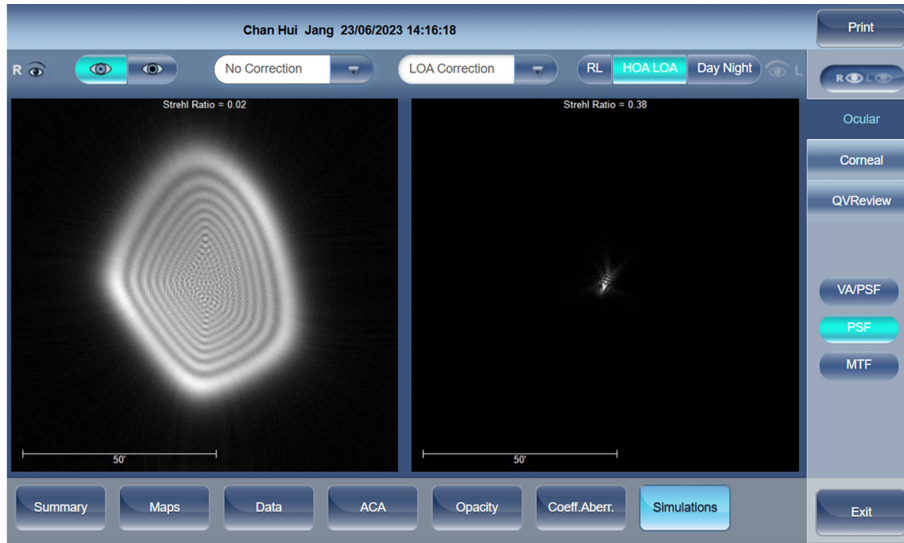 Chan Hui Jang 23/06/2023 14:16:18
Print
R
No Correction
LOA Correction
RL HOA LOA Day Night
L
R L
Strehl Ratio = 0.02
Strehl Ratio = 0.38
Ocular
Corneal
QVReview
VA/PSF
PSF
MTF
50'
50'
Summary
Maps
Data
ACA
Opacity
Coeff.Aberr.
Simulations
Exit